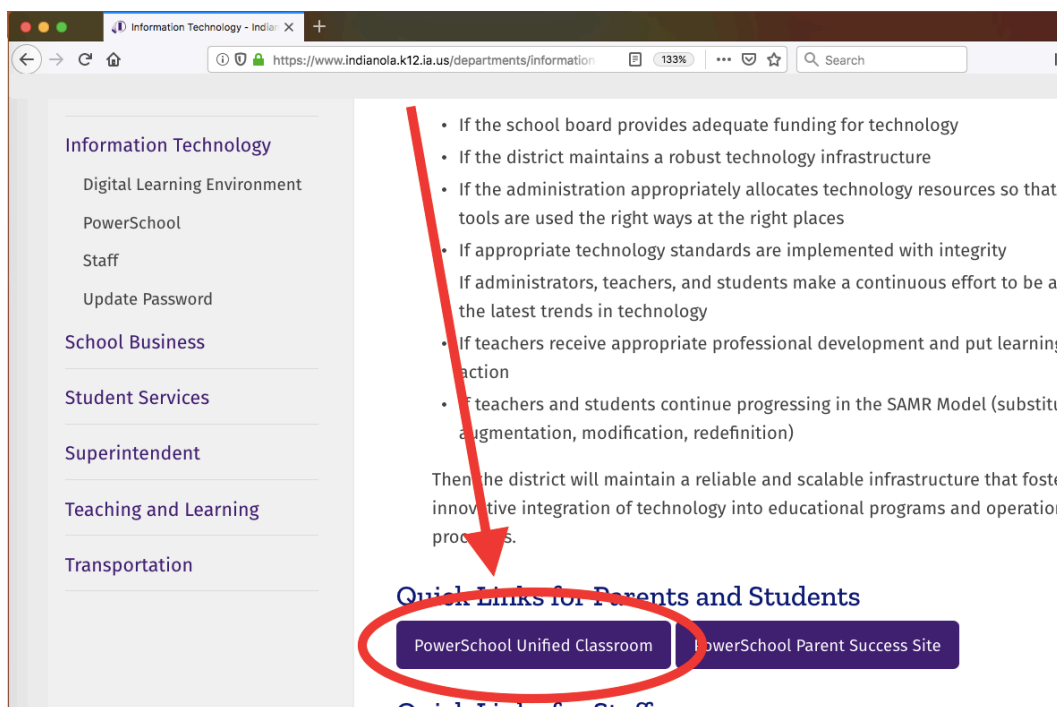 Information Technology - Indian
https://www.indianola.k12.ia.us/departments/information
133%
Search
Information Technology
Digital Learning Environment
PowerSchool
Staff
Update Password
School Business
Student Services
Superintendent
Teaching and Learning
Transportation
• If the school board provides adequate funding for technology
• If the district maintains a robust technology infrastructure
• If the administration appropriately allocates technology resources so that
tools are used the right ways at the right places
• If appropriate technology standards are implemented with integrity
If administrators, teachers, and students make a continuous effort to be a
the latest trends in technology
• If teachers receive appropriate professional development and put learning
action
• If teachers and students continue progressing in the SAMR Model (substitu
augmentation, modification, redefinition)
Then the district will maintain a reliable and scalable infrastructure that foste
innovative integration of technology into educational programs and operation
processes.
Quick Links for Parents and Students
PowerSchool Unified Classroom
PowerSchool Parent Success Site
Quick Links for Staff